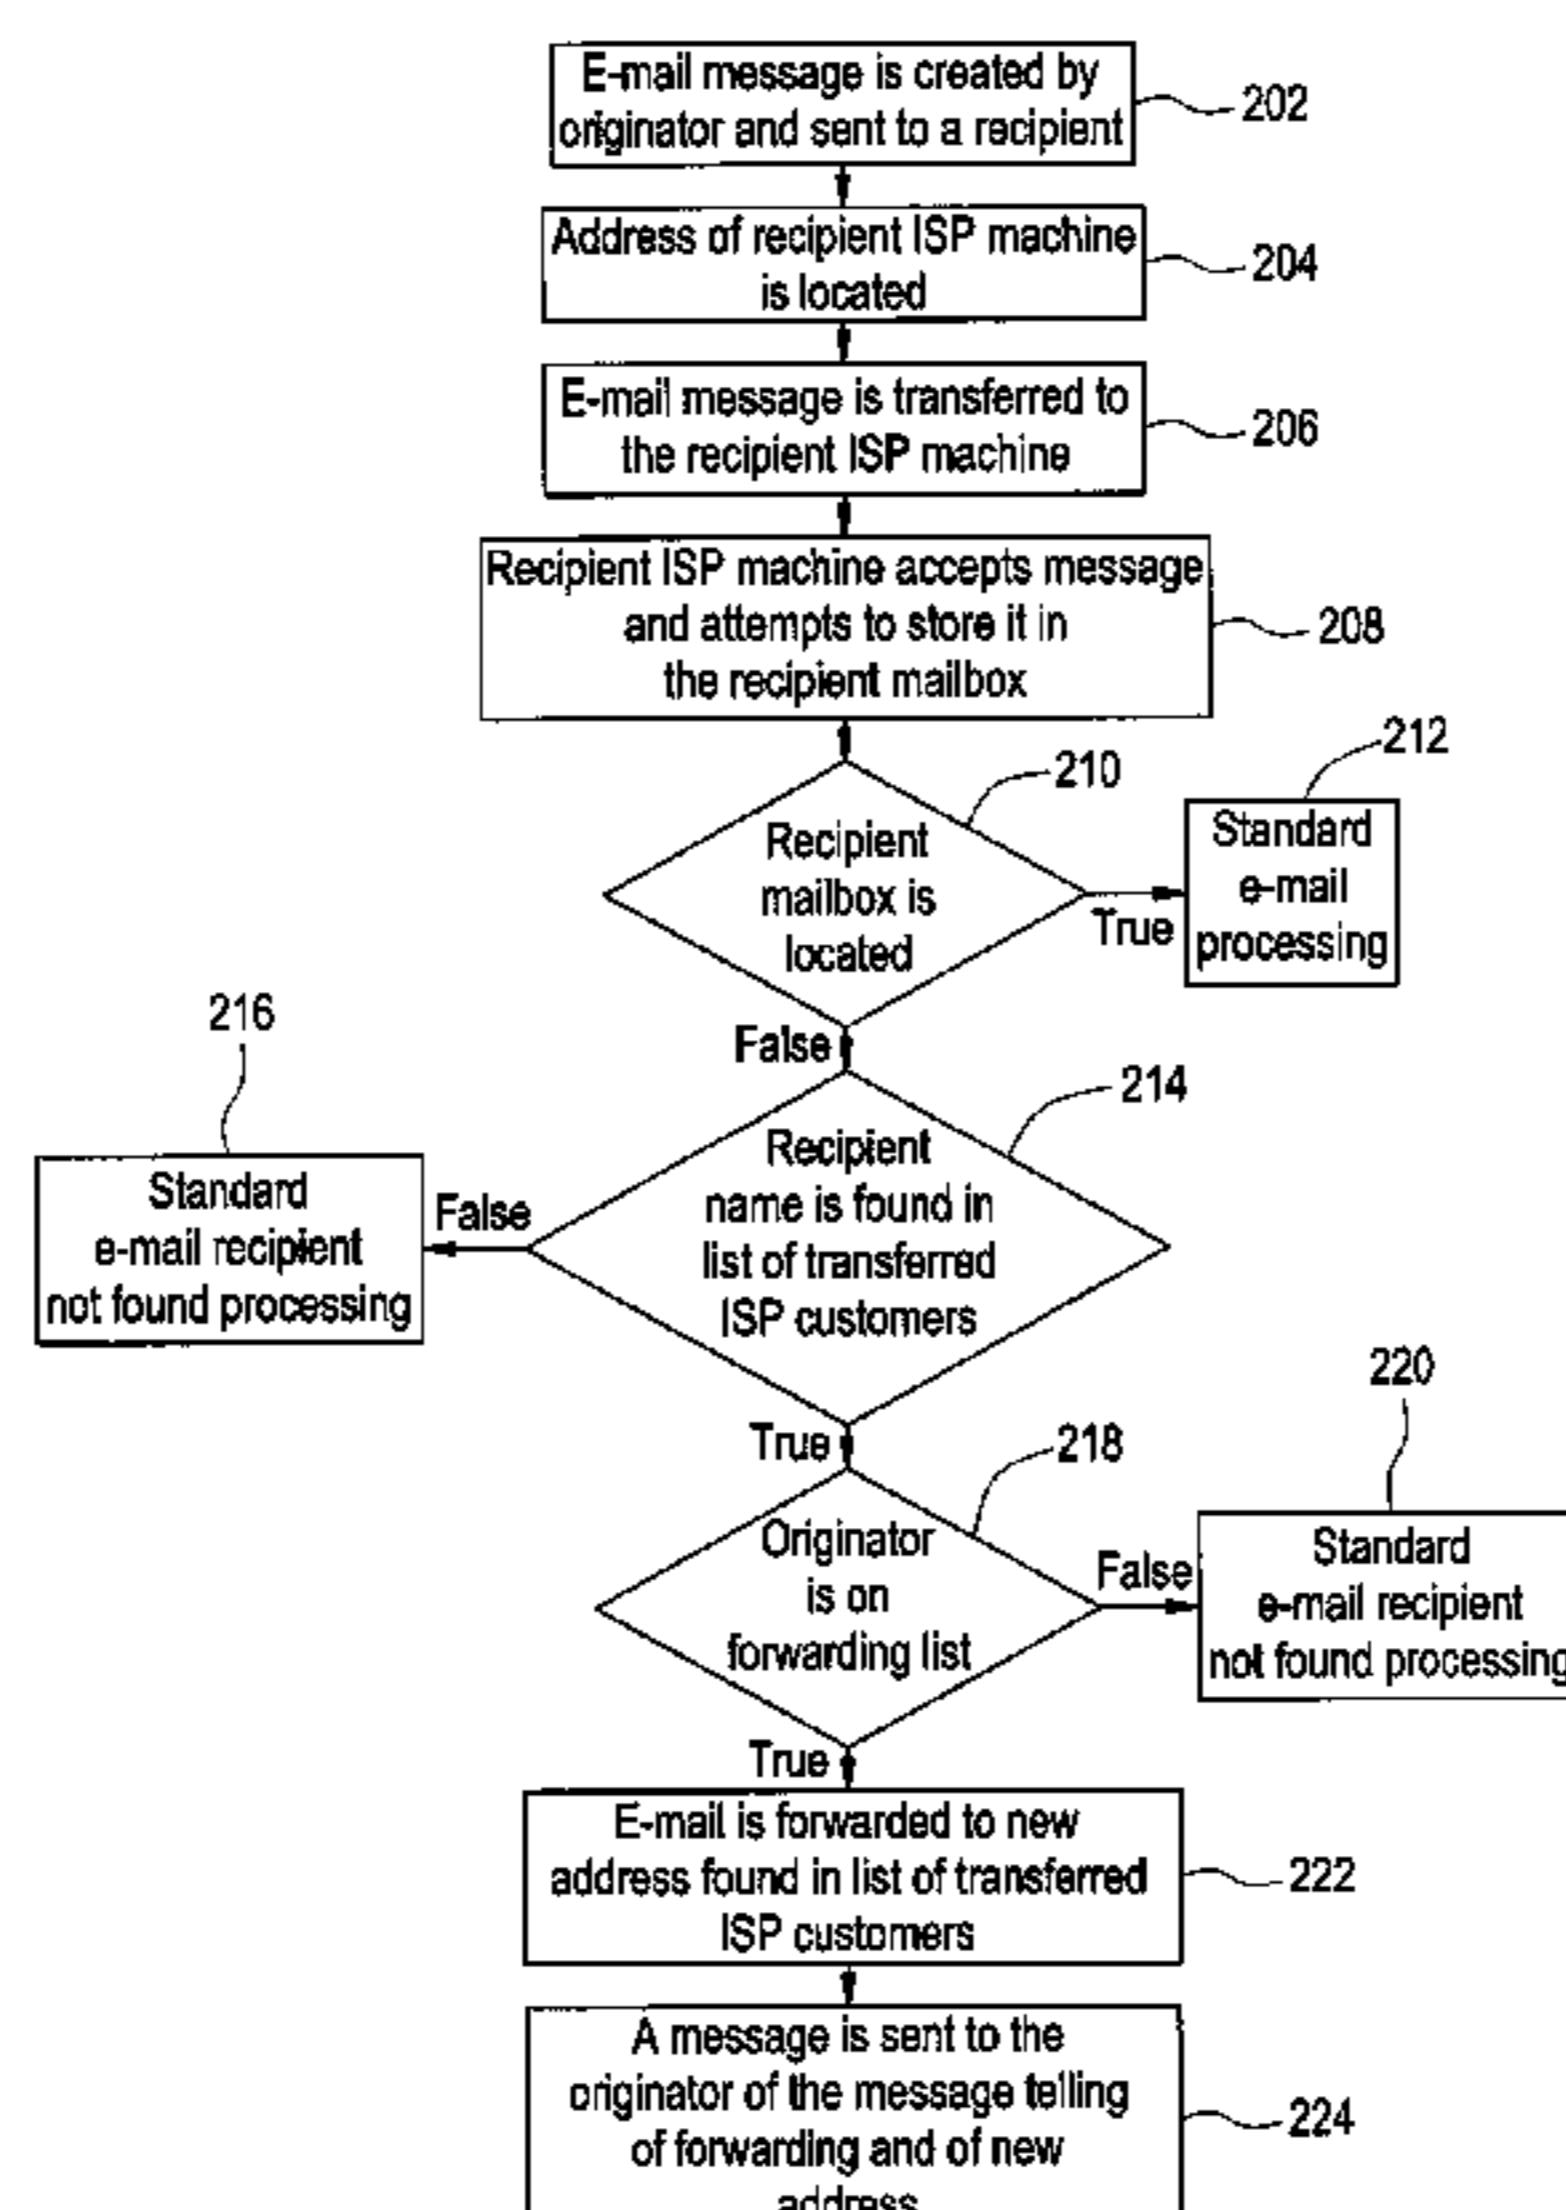 E-mail message is created by
originator and sent to a recipient
202
Address of recipient ISP machine
is located
204
E-mail message is transferred to
the recipient ISP machine
206
Recipient ISP machine accepts message
and attempts to store it in
the recipient mailbox
208
210
212
Recipient
mailbox is
located
True
Standard
e-mail
processing
False
216
214
Standard
e-mail recipient
not found processing
False
Recipient
name is found in
list of transferred
ISP customers
True
218
220
Originator
is on
forwarding list
False
Standard
e-mail recipient
not found processing
True
E-mail is forwarded to new
address found in list of transferred
ISP customers
222
A message is sent to the
originator of the message telling
of forwarding and of new
address
224